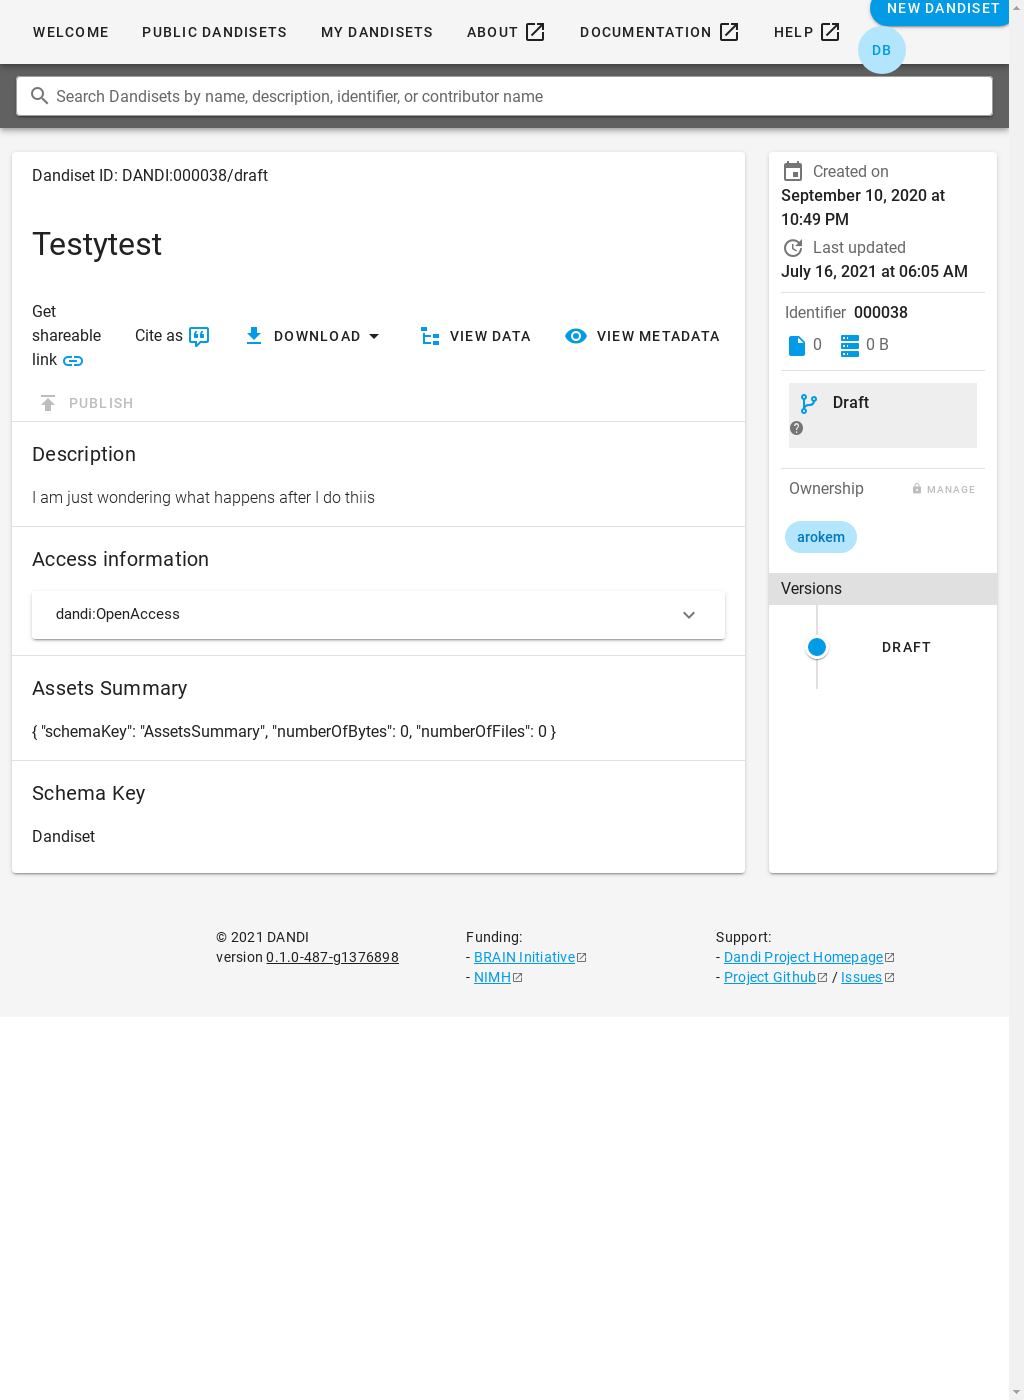 WELCOME PUBLIC DANDISETS MY DANDISETS ABOUT DOCUMENTATION HELP NEW DANDISET
DB
Search Dandisets by name, description, identifier, or contributor name
Dandiset ID: DANDI:000038/draft
Testytest
Get shareable link
Cite as
DOWNLOAD
VIEW DATA
VIEW METADATA
PUBLISH
Description
I am just wondering what happens after I do thiis
Access information
dandi:OpenAccess
Assets Summary
{ "schemaKey": "AssetsSummary", "numberOfBytes": 0, "numberOfFiles": 0 }
Schema Key
Dandiset
Created on
September 10, 2020 at
10:49 PM
Last updated
July 16, 2021 at 06:05 AM
Identifier 000038
0 0 B
Draft
Ownership MANAGE
arokem
Versions
DRAFT
© 2021 DANDI
version 0.1.0-487-g1376898
Funding:
- BRAIN Initiative
- NIMH
Support:
- Dandi Project Homepage
- Project Github / Issues